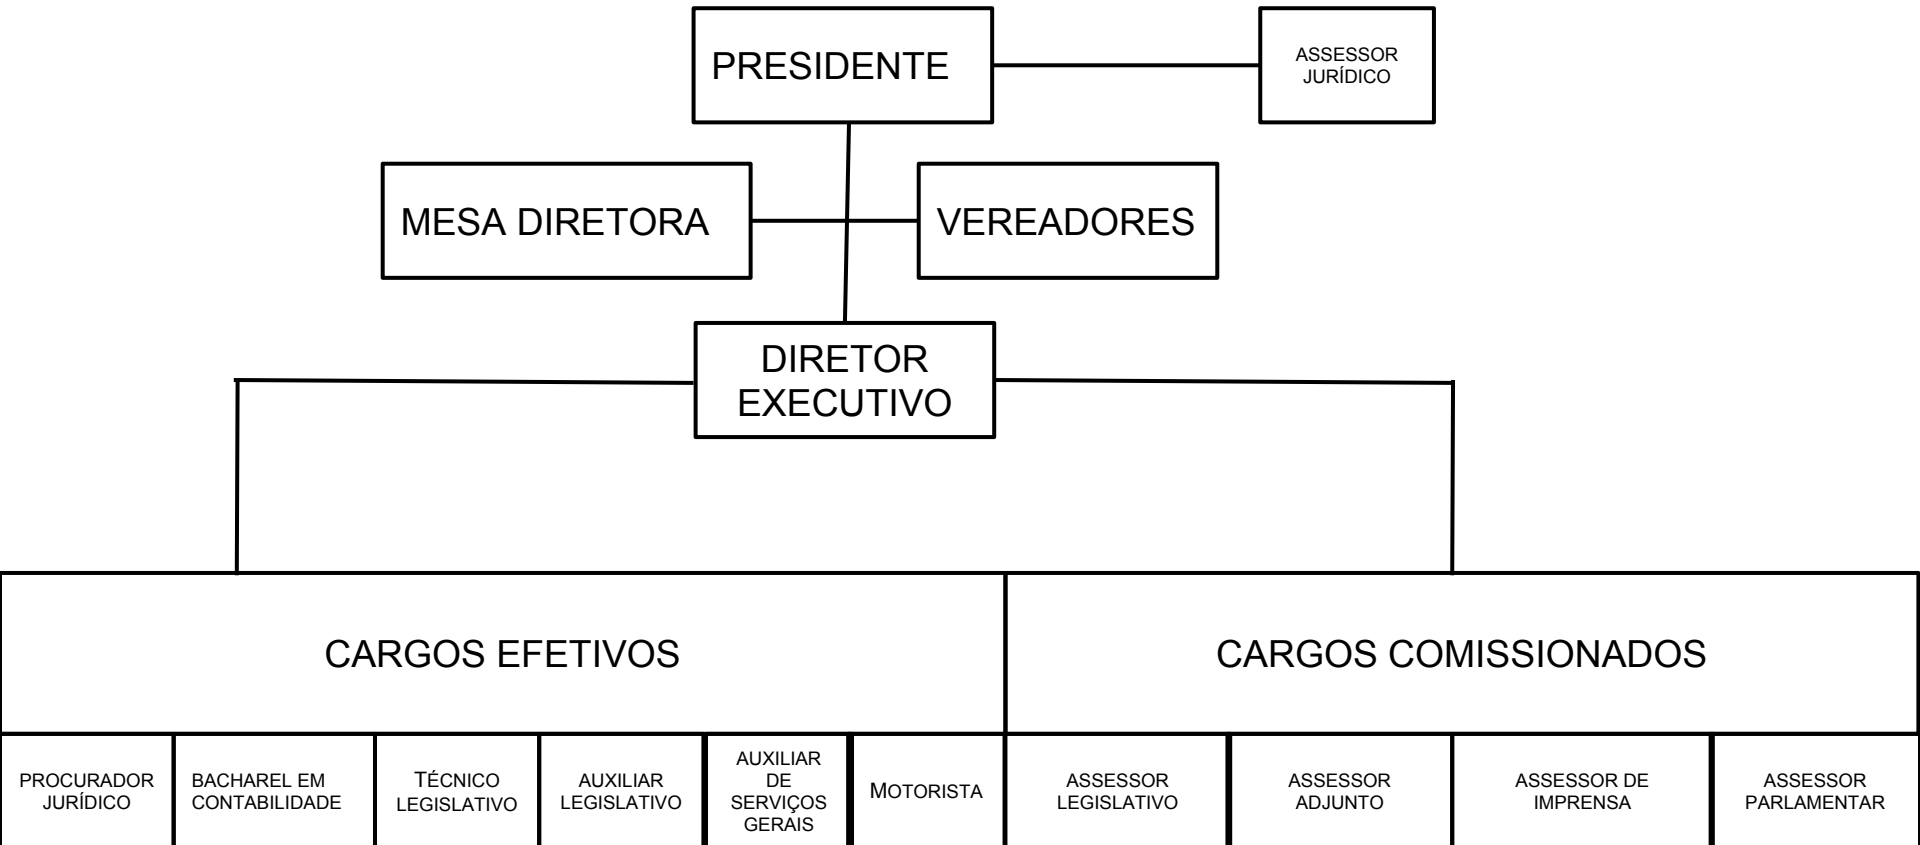 PRESIDENTE
ASSESSOR
JURÍDICO
MESA DIRETORA
VEREADORES
DIRETOR
EXECUTIVO
CARGOS EFETIVOS
CARGOS COMISSIONADOS
PROCURADOR
JURÍDICO
BACHAREL EM
CONTABILIDADE
TÉCNICO
LEGISLATIVO
AUXILIAR
LEGISLATIVO
AUXILIAR
DE
SERVIÇOS
GERAIS
MOTORISTA
ASSESSOR
LEGISLATIVO
ASSESSOR
ADJUNTO
ASSESSOR DE
IMPRENSA
ASSESSOR
PARLAMENTAR